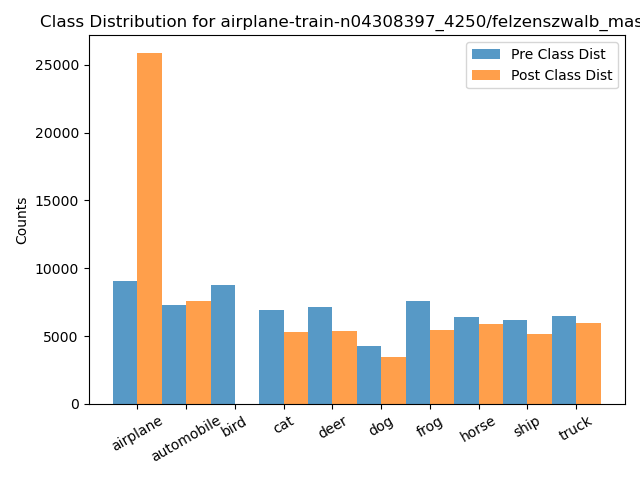 Class Distribution for airplane-train-n04308397_4250/felzenszwalb_mas
Pre Class Dist
Post Class Dist
Counts
25000
20000
15000
10000
5000
0
airplane
automobile
bird
cat
deer
dog
frog
horse
ship
truck